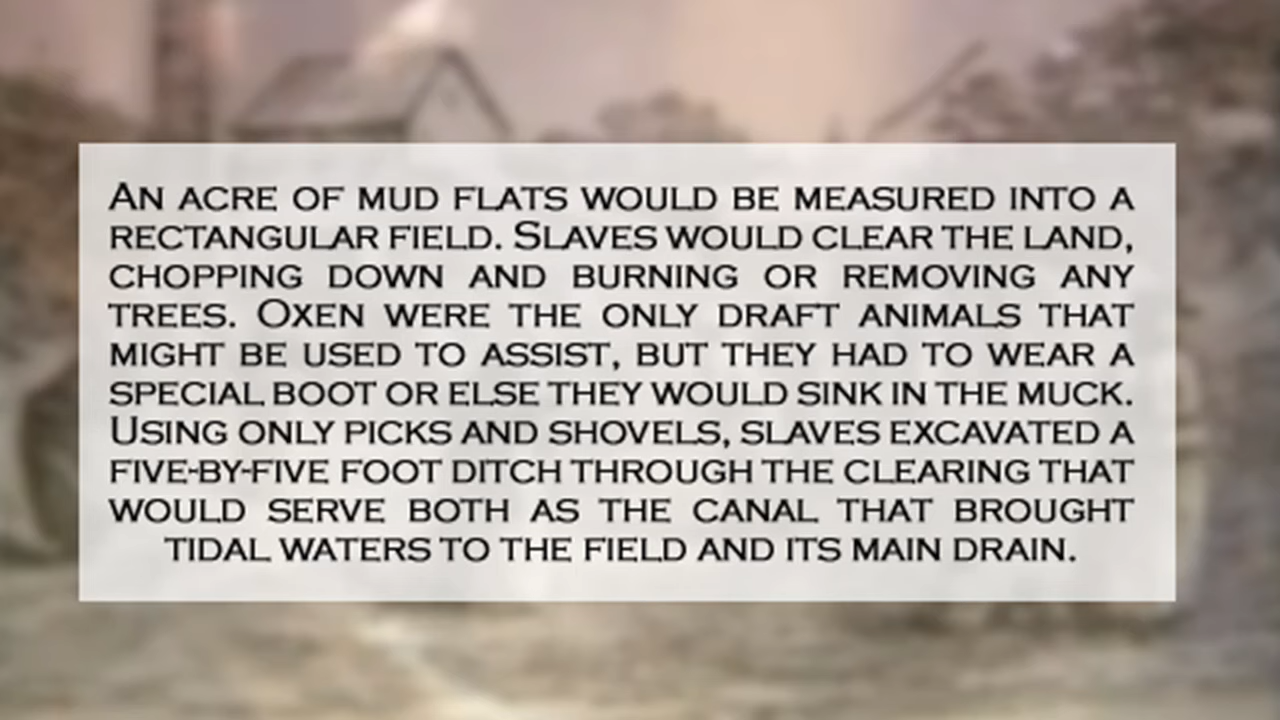 An acre of mud flats would be measured into a
rectangular field. Slaves would clear the land,
chopping down and burning or removing any
trees. Oxen were the only draft animals that
might be used to assist, but they had to wear a
special boot or else they would sink in the muck.
Using only picks and shovels, slaves excavated a
five-by-five foot ditch through the clearing that
would serve both as the canal that brought
tidal waters to the field and its main drain.